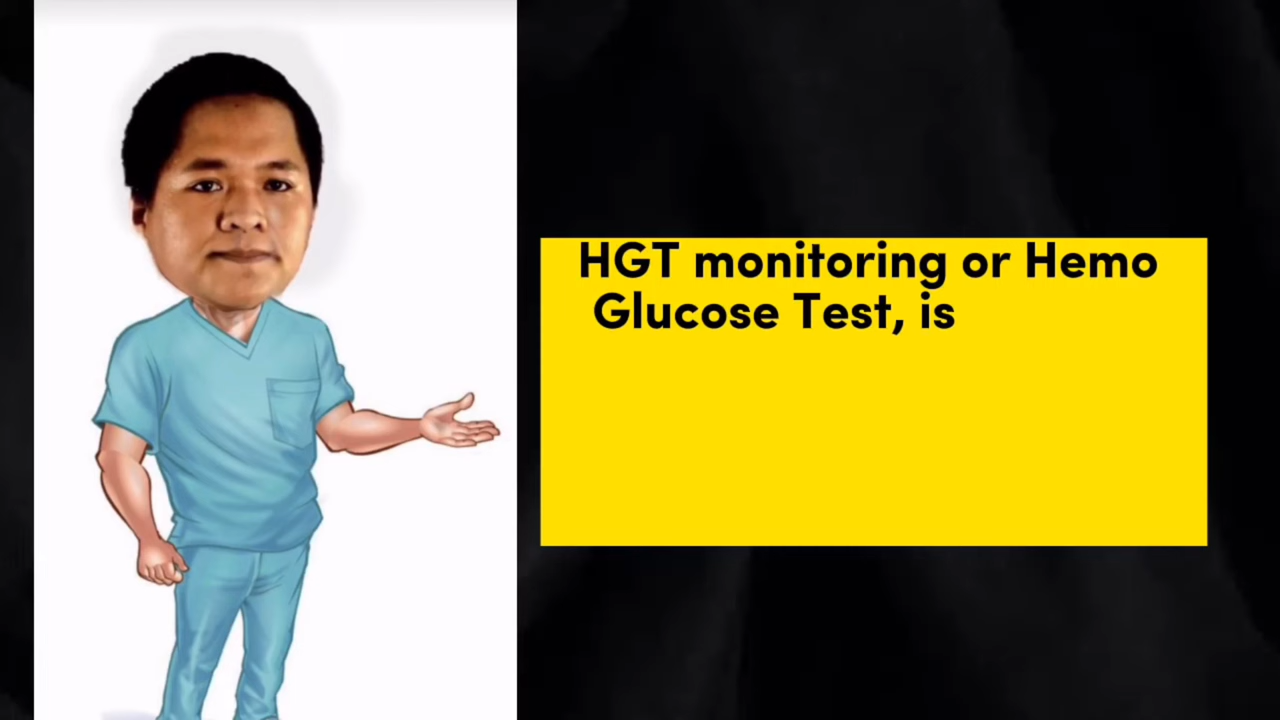 HGT monitoring or Hemo
Glucose Test, is